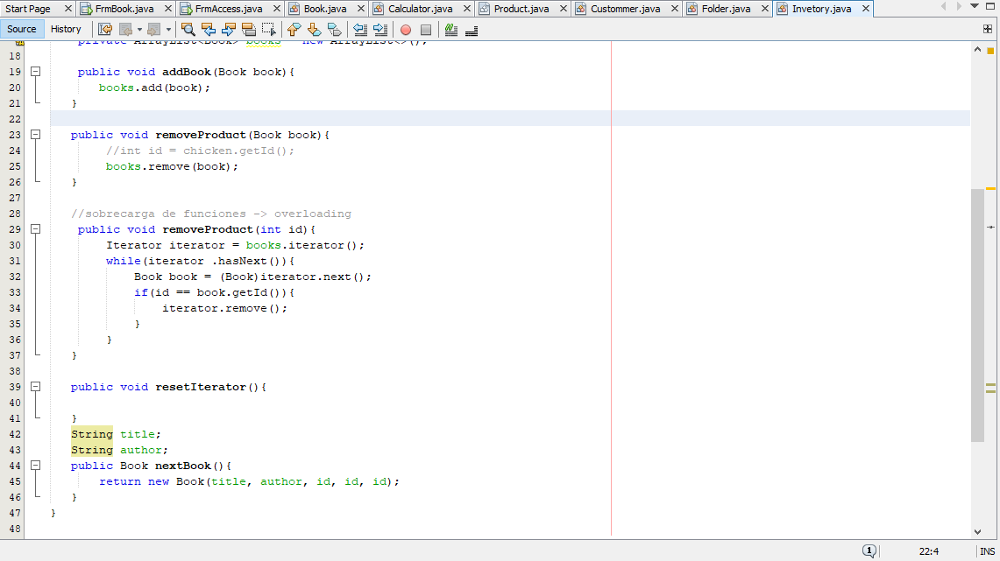 Start Page FrmBook.java FrmAccess.java Book.java Calculator.java Product.java Custommer.java Folder.java Invetory.java
Source History
private ArrayList<Book> books = new ArrayList<>();
18
19 public void addBook(Book book){
20 books.add(book);
21 }
22
23 public void removeProduct(Book book){
24 //int id = chicken.getId();
25 books.remove(book);
26 }
27
28 //sobrecarga de funciones -> overloading
29 public void removeProduct(int id){
30 Iterator iterator = books.iterator();
31 while(iterator .hasNext()){
32 Book book = (Book)iterator.next();
33 if(id == book.getId()){
34 iterator.remove();
35 }
36 }
37 }
38
39 public void resetIterator(){
40
41 }
42 String title;
43 String author;
44 public Book nextBook(){
45 return new Book(title, author, id, id, id);
46 }
47 }
48
1 22:4 INS